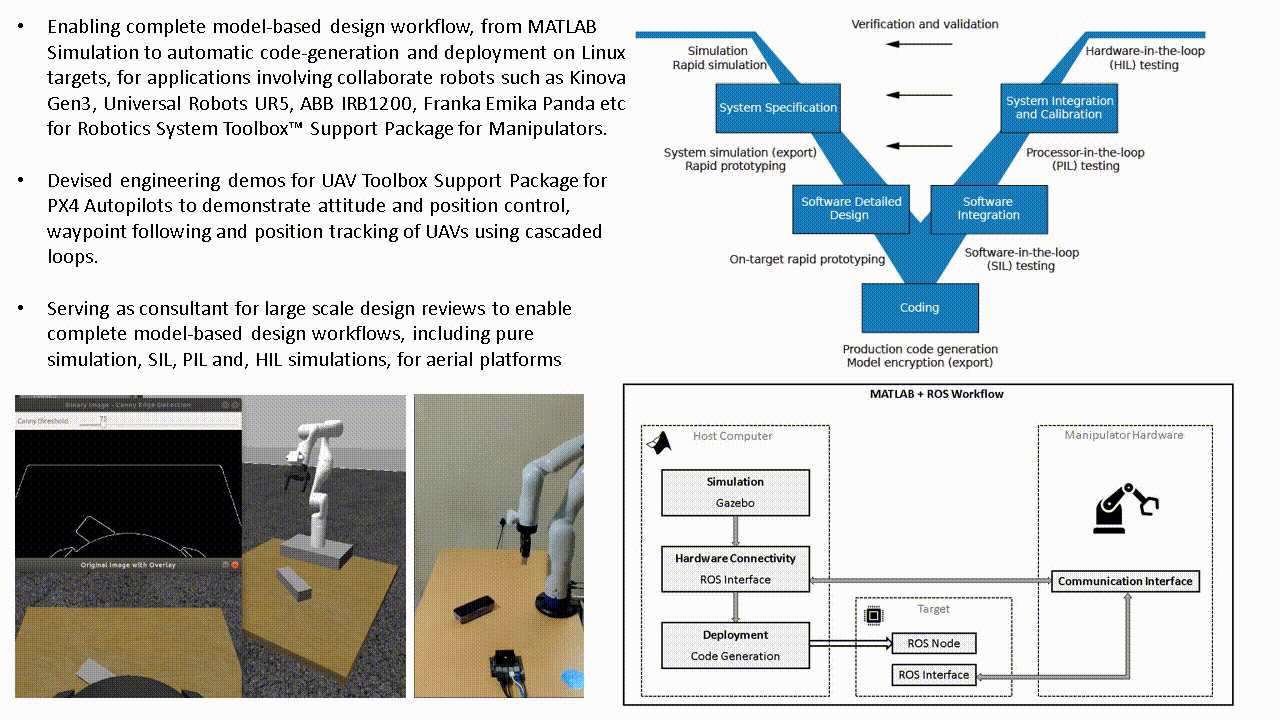 • Enabling complete model-based design workflow, from MATLAB
Simulation to automatic code-generation and deployment on Linux
targets, for applications involving collaborate robots such as Kinova
Gen3, Universal Robots UR5, ABB IRB1200, Franka Emika Panda etc
for Robotics System Toolbox™ Support Package for Manipulators.
• Devised engineering demos for UAV Toolbox Support Package for
PX4 Autopilots to demonstrate attitude and position control,
waypoint following and position tracking of UAVs using cascaded
loops.
• Serving as consultant for large scale design reviews to enable
complete model-based design workflows, including pure
simulation, SIL, PIL and, HIL simulations, for aerial platforms
Verification and validation
Simulation
Rapid simulation
Hardware-in-the-loop
(HIL) testing
System Specification
System Integration
and Calibration
System simulation (export)
Rapid prototyping
Processor-in-the-loop
(PIL) testing
Software Detailed
Design
Software
Integration
On-target rapid prototyping
Software-in-the-loop
(SIL) testing
Coding
Production code generation
Model encryption (export)
Binary Image - Canny Edge Detection
Canny threshold
75
Original Image with Overlay
MATLAB + ROS Workflow
Host Computer
Simulation
Gazebo
Hardware Connectivity
ROS Interface
Deployment
Code Generation
Target
ROS Node
ROS Interface
Manipulator Hardware
Communication Interface